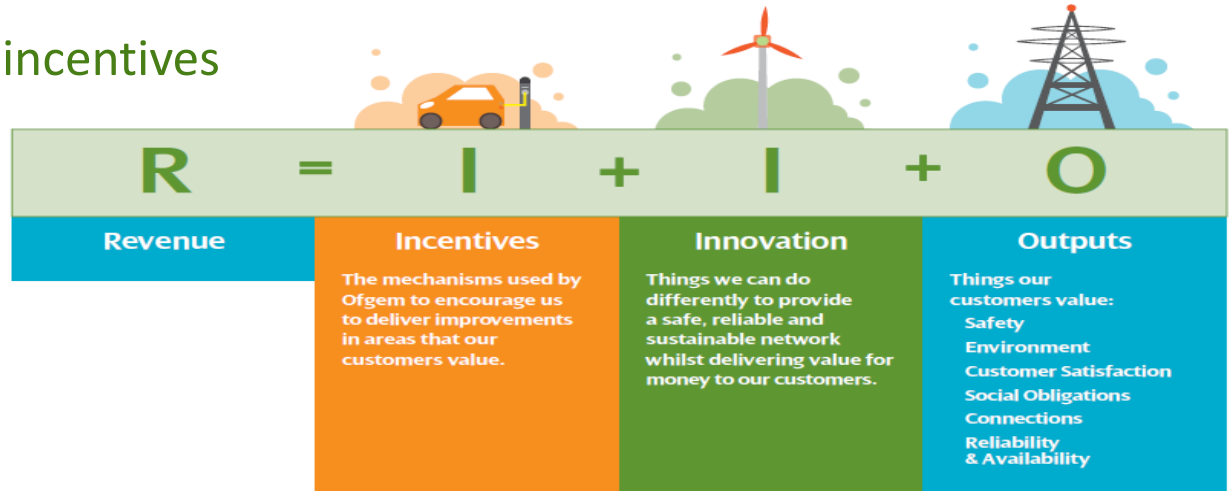 incentives
R = I + I + O
Revenue
Incentives
The mechanisms used by
Ofgem to encourage us
to deliver improvements
in areas that our
customers value.
Innovation
Things we can do
differently to provide
a safe, reliable and
sustainable network
whilst delivering value for
money to our customers.
Outputs
Things our
customers value:
Safety
Environment
Customer Satisfaction
Social Obligations
Connections
Reliability
& Availability